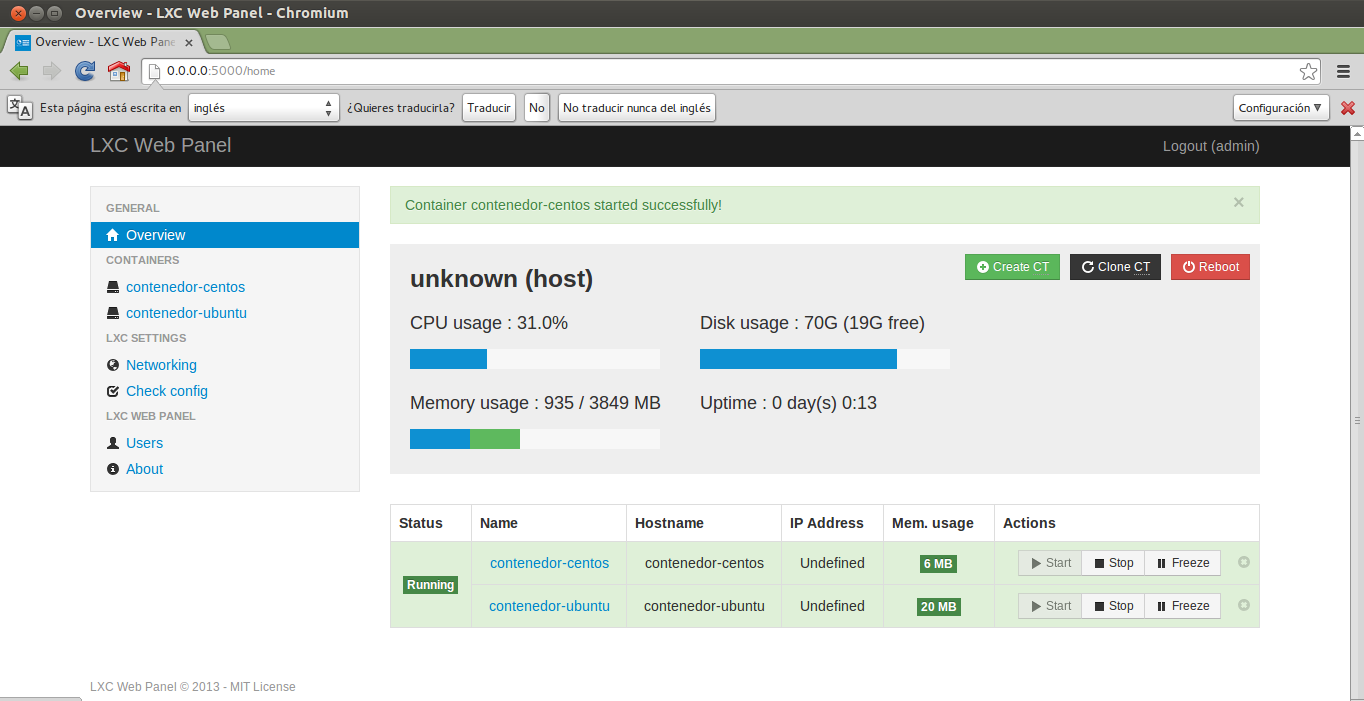 Overview - LXC Web Panel - Chromium
Overview - LXC Web Pane
0.0.0.0:5000/home
Esta página está escrita en inglés ¿Quieres traducirla? Traducir No No traducir nunca del inglés Configuración
LXC Web Panel Logout (admin)
GENERAL
Overview
CONTAINERS
contenedor-centos
contenedor-ubuntu
LXC SETTINGS
Networking
Check config
LXC WEB PANEL
Users
About
Container contenedor-centos started successfully! ×
unknown (host)
Create CT Clone CT Reboot
CPU usage : 31.0% Disk usage : 70G (19G free)
Memory usage : 935 / 3849 MB Uptime : 0 day(s) 0:13
Status Name Hostname IP Address Mem. usage Actions
Running
contenedor-centos contenedor-centos Undefined 6 MB Start Stop Freeze
contenedor-ubuntu contenedor-ubuntu Undefined 20 MB Start Stop Freeze
LXC Web Panel © 2013 - MIT License